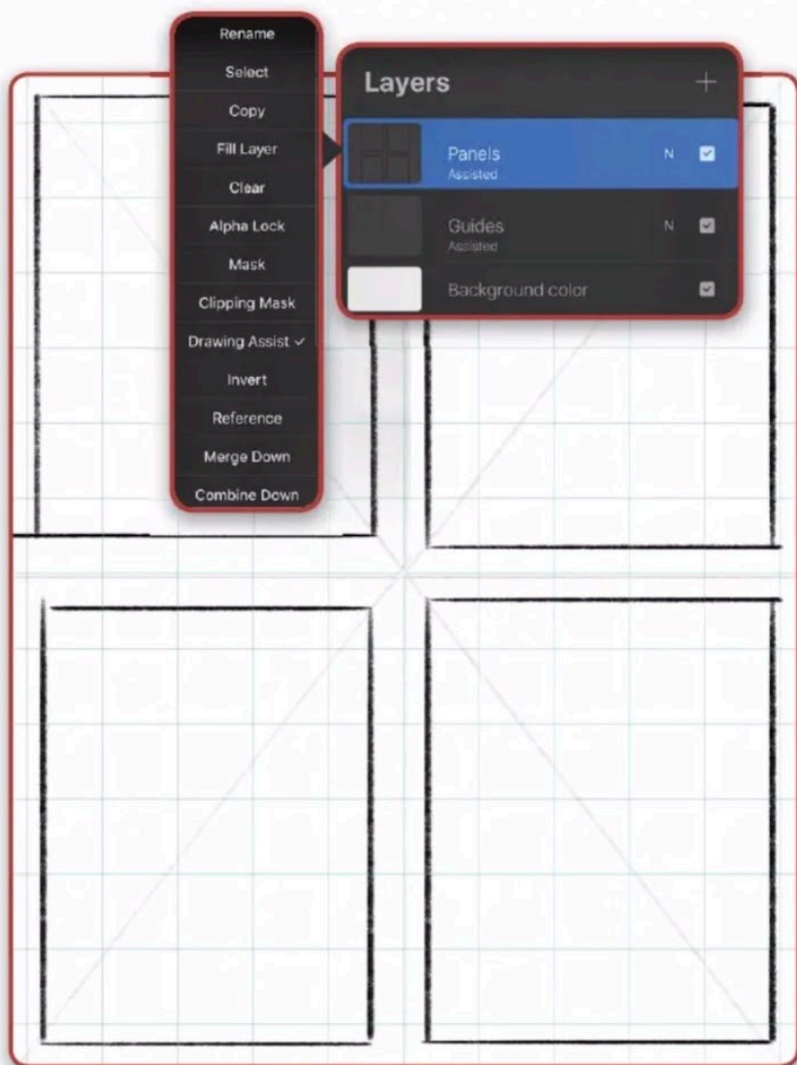 Rename
Select
Copy
Fill Layer
Clear
Alpha Lock
Mask
Clipping Mask
Drawing Assist ✓
Invert
Reference
Merge Down
Combine Down
Layers
Panels N
Assisted
Guides N
Assisted
Background color